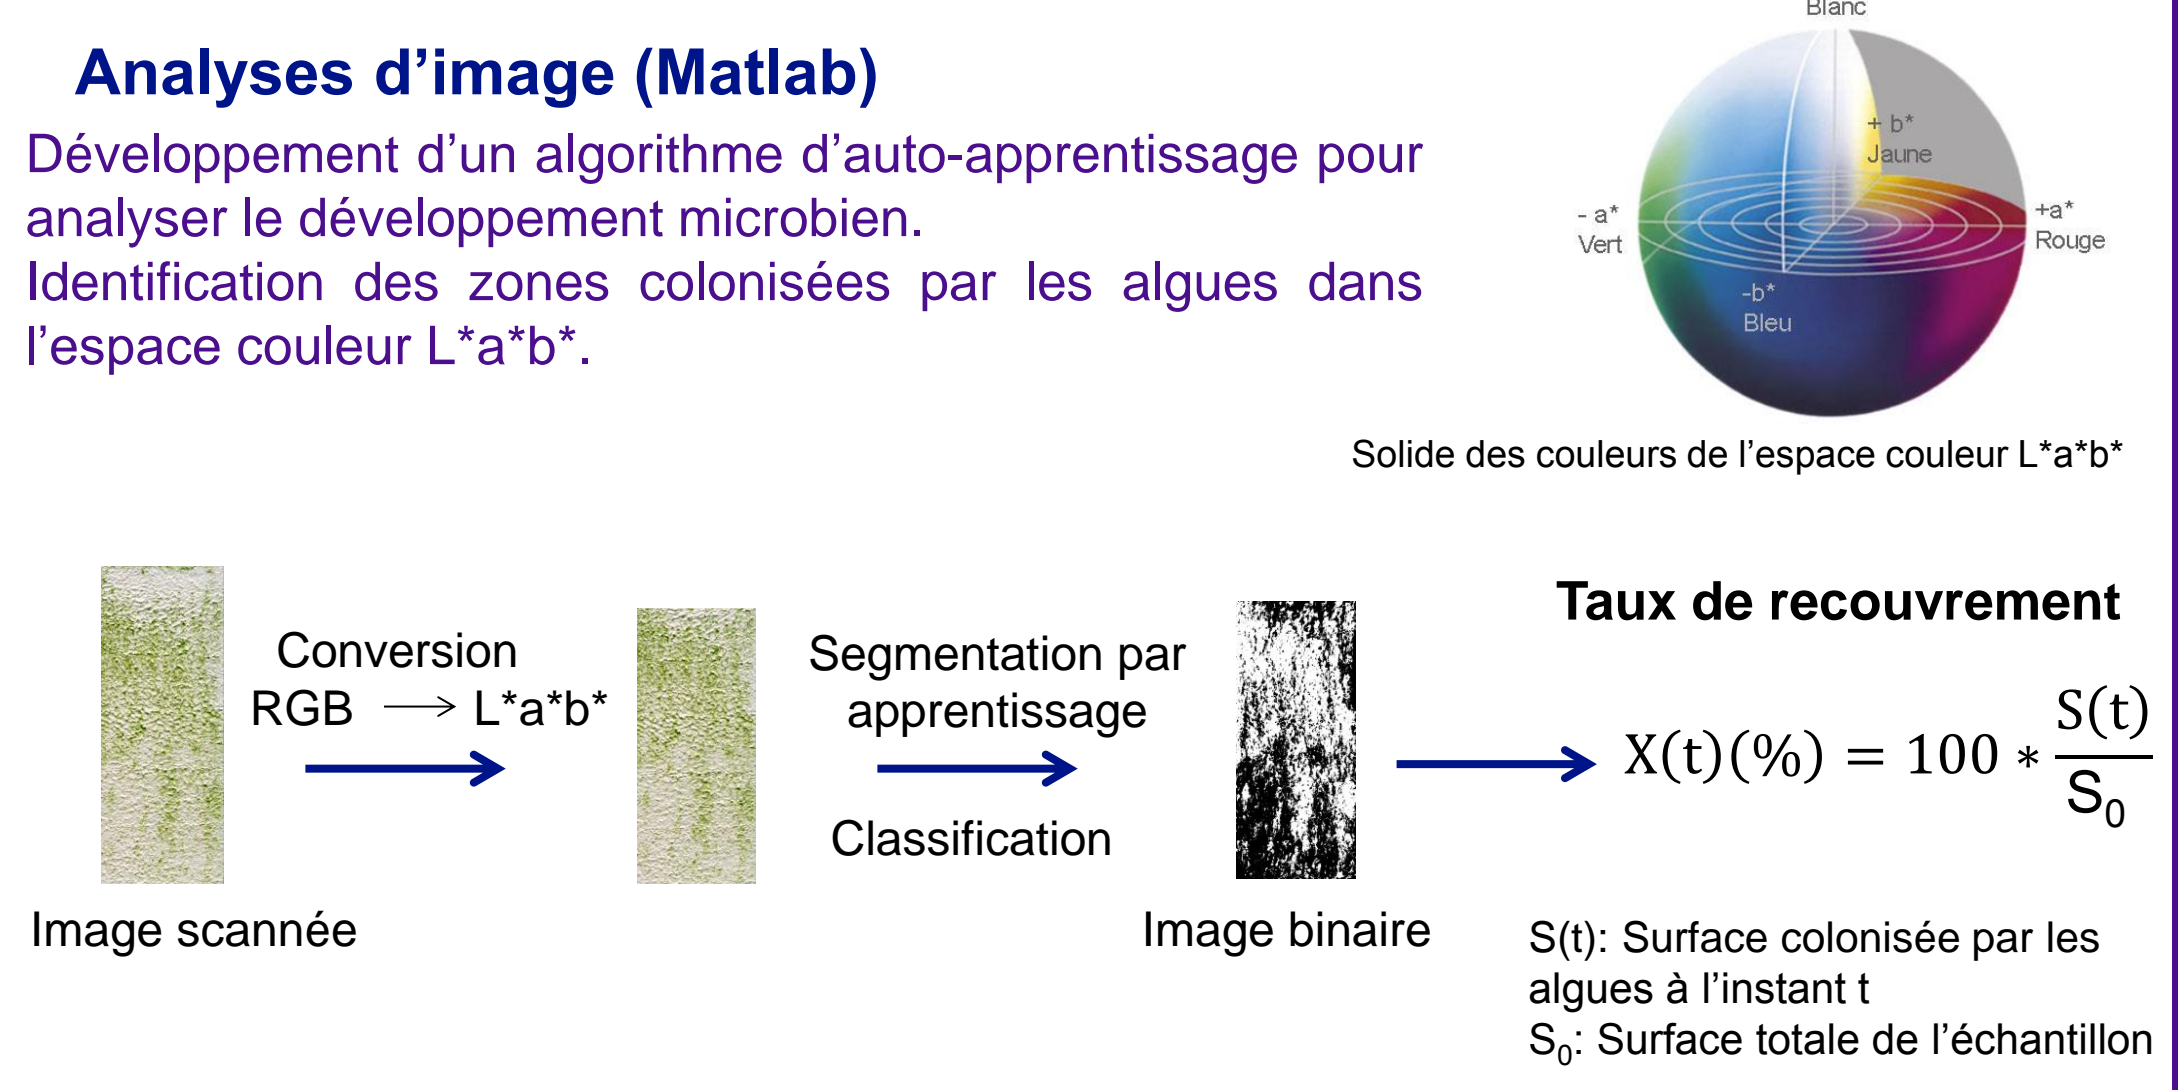 Analyses d’image (Matlab)
Développement d’un algorithme d’auto-apprentissage pour
analyser le développement microbien.
Identification des zones colonisées par les algues dans
l’espace couleur L*a*b*.
Blanc
+ b*
Jaune
- a*
Vert
+a*
Rouge
-b*
Bleu
Solide des couleurs de l’espace couleur L*a*b*
Conversion
RGB → L*a*b*
Segmentation par
apprentissage
Classification
Image scannée
Image binaire
Taux de recouvrement
X(t)(%) = 100 * S(t)/S₀
S(t): Surface colonisée par les
algues à l’instant t
S₀: Surface totale de l’échantillon